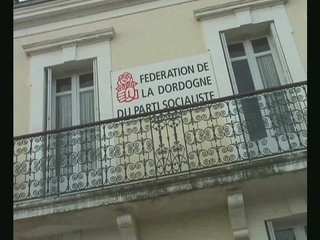 FEDERATION DE
LA DORDOGNE
DU PARTI SOCIALISTE